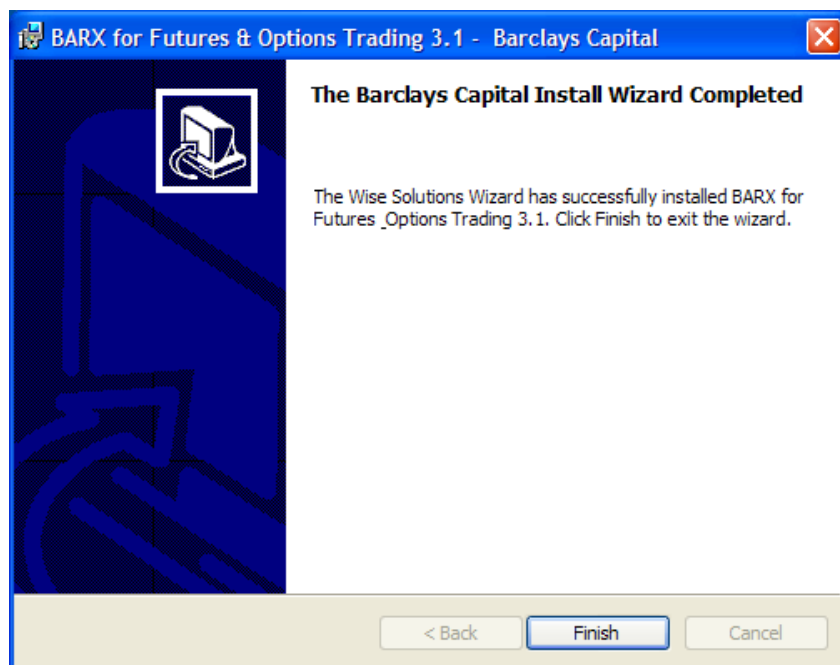 BARX for Futures & Options Trading 3.1 - Barclays Capital
The Barclays Capital Install Wizard Completed
The Wise Solutions Wizard has successfully installed BARX for
Futures _Options Trading 3.1. Click Finish to exit the wizard.
< Back Finish Cancel